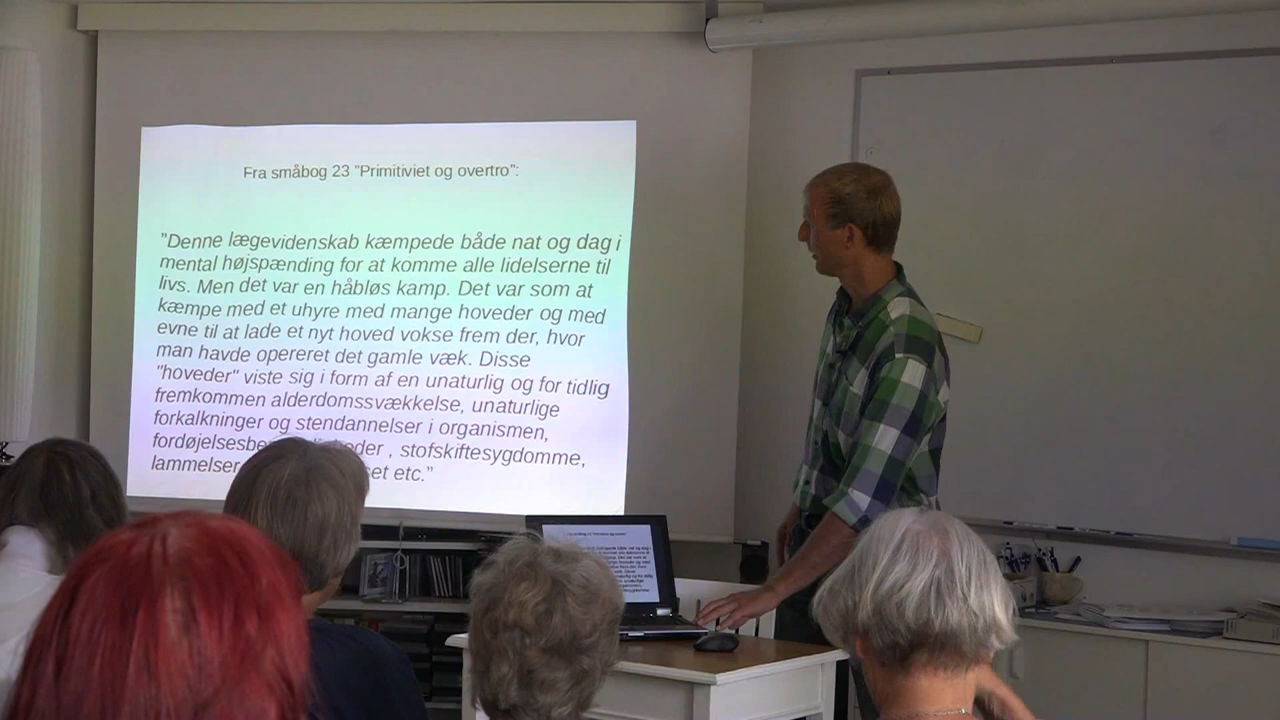 Fra småbog 23 "Primitiviet og overtro":
"Denne lægevidenskab kæmpede både nat og dag i
mental højspænding for at komme alle lidelserne til
livs. Men det var en håbløs kamp. Det var som at
kæmpe med et uhyre med mange hoveder og med
evne til at lade et nyt hoved vokse frem der, hvor
man havde opereret det gamle væk. Disse
"hoveder" viste sig i form af en unaturlig og for tidlig
fremkommen alderdomssvækkelse, unaturlige
forkalkninger og stendannelser i organismen,
eder , stofskiftesygdomme,
lammelser set etc."